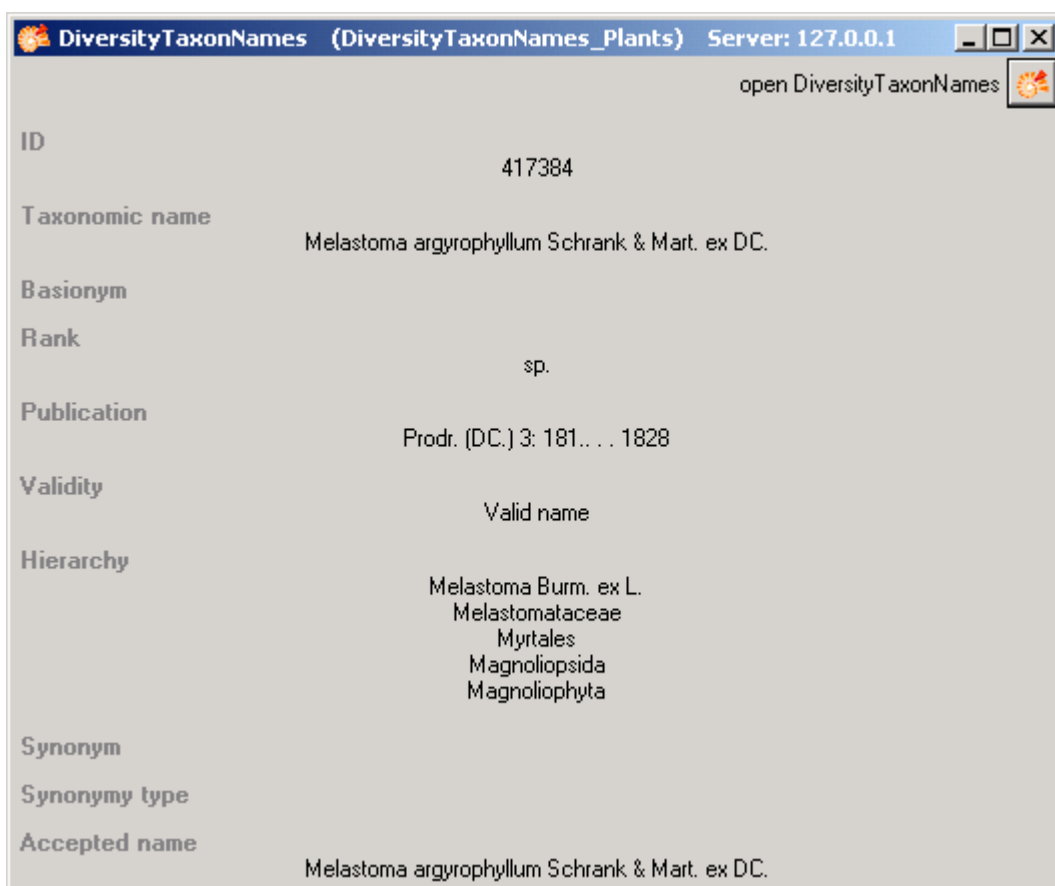 DiversityTaxonNames (DiversityTaxonNames_Plants) Server: 127.0.0.1
open DiversityTaxonNames
ID
417384
Taxonomic name
Melastoma argyrophyllum Schrank & Mart. ex DC.
Basionym
Rank
sp.
Publication
Prodr. (DC.) 3: 181.. . . 1828
Validity
Valid name
Hierarchy
Melastoma Burm. ex L.
Melastomataceae
Myrtales
Magnoliopsida
Magnoliophyta
Synonym
Synonymy type
Accepted name
Melastoma argyrophyllum Schrank & Mart. ex DC.